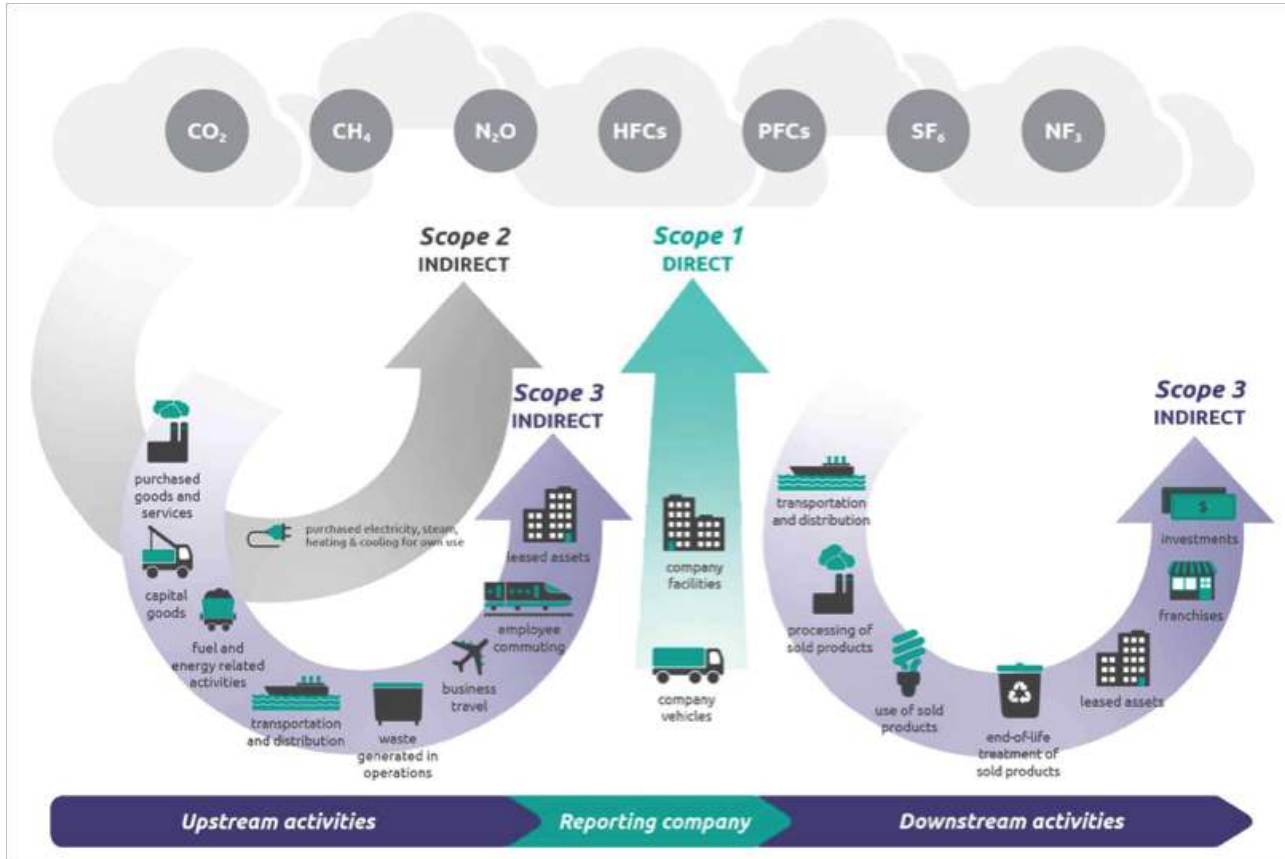 CO₂ CH₄ N₂O HFCs PFCs SF₆ NF₃
Scope 2
INDIRECT
Scope 1
DIRECT
Scope 3
INDIRECT
Scope 3
INDIRECT
purchased
goods and
services
capital
goods
fuel and
energy related
activities
transportation
and distribution
waste
generated in
operations
business
travel
employee
commuting
leased assets
purchased electricity, steam,
heating & cooling for own use
company
facilities
company
vehicles
transportation
and distribution
processing of
sold products
use of sold
products
end-of-life
treatment of
sold products
leased assets
franchises
$
investments
Upstream activities
Reporting company
Downstream activities